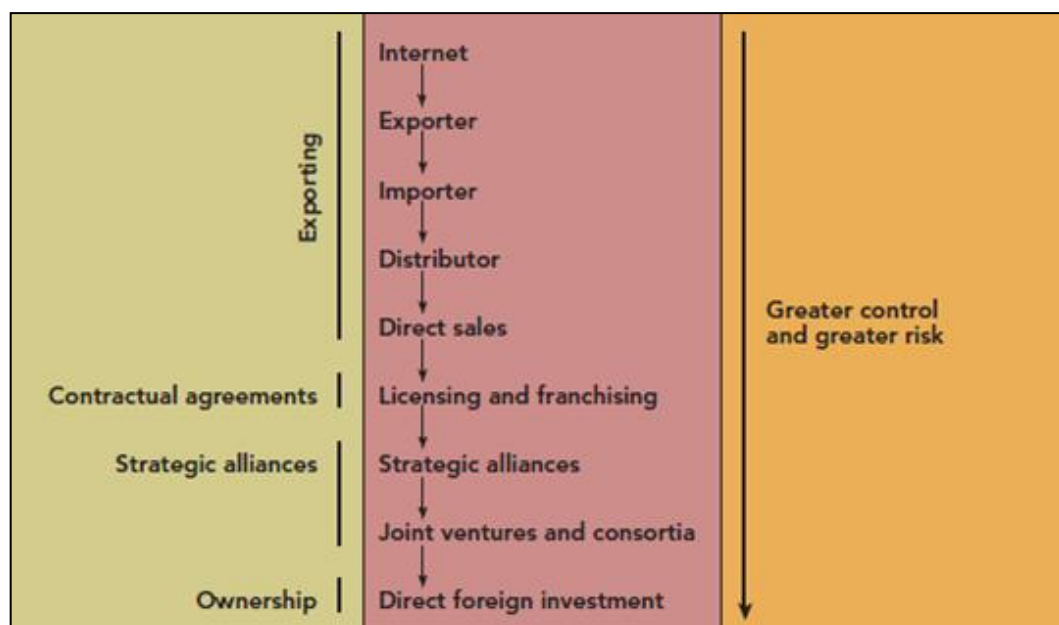 Exporting
Internet
Exporter
Importer
Distributor
Direct sales
Contractual agreements
Licensing and franchising
Strategic alliances
Strategic alliances
Joint ventures and consortia
Ownership
Direct foreign investment
Greater control
and greater risk